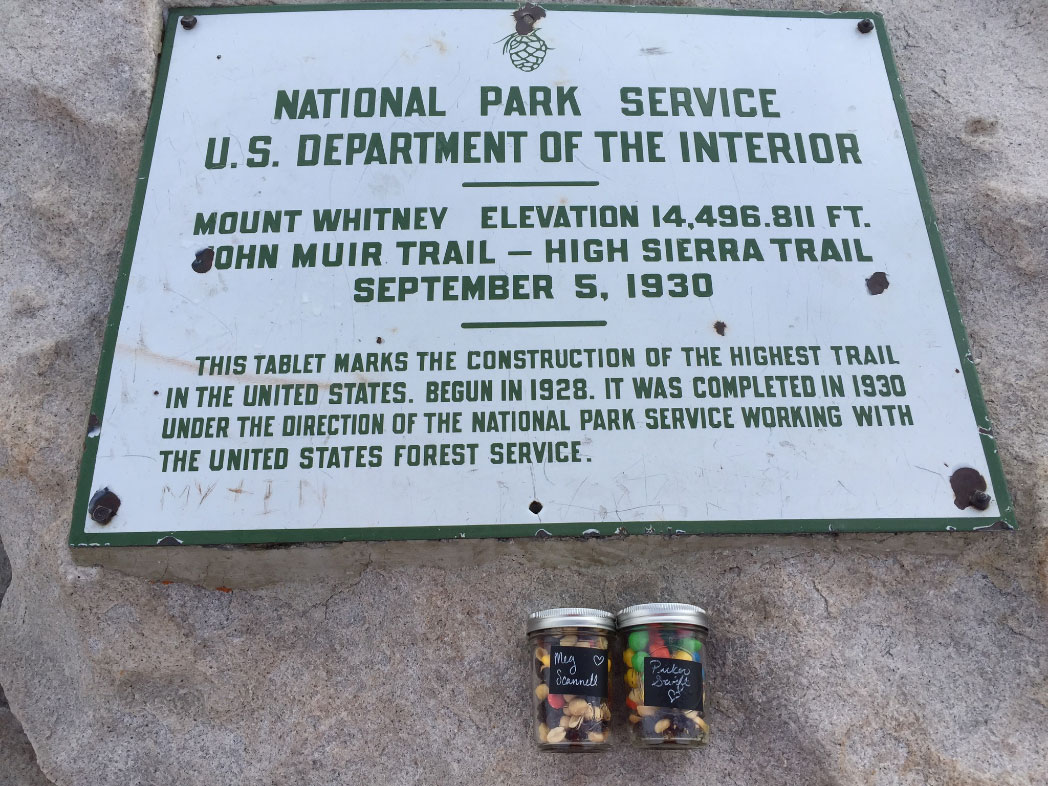 NATIONAL PARK SERVICE
U.S. DEPARTMENT OF THE INTERIOR
MOUNT WHITNEY ELEVATION 14,496.811 FT.
JOHN MUIR TRAIL — HIGH SIERRA TRAIL
SEPTEMBER 5, 1930
THIS TABLET MARKS THE CONSTRUCTION OF THE HIGHEST TRAIL
IN THE UNITED STATES. BEGUN IN 1928. IT WAS COMPLETED IN 1930
UNDER THE DIRECTION OF THE NATIONAL PARK SERVICE WORKING WITH
THE UNITED STATES FOREST SERVICE.
Meg
Scannell
Parker
Swift